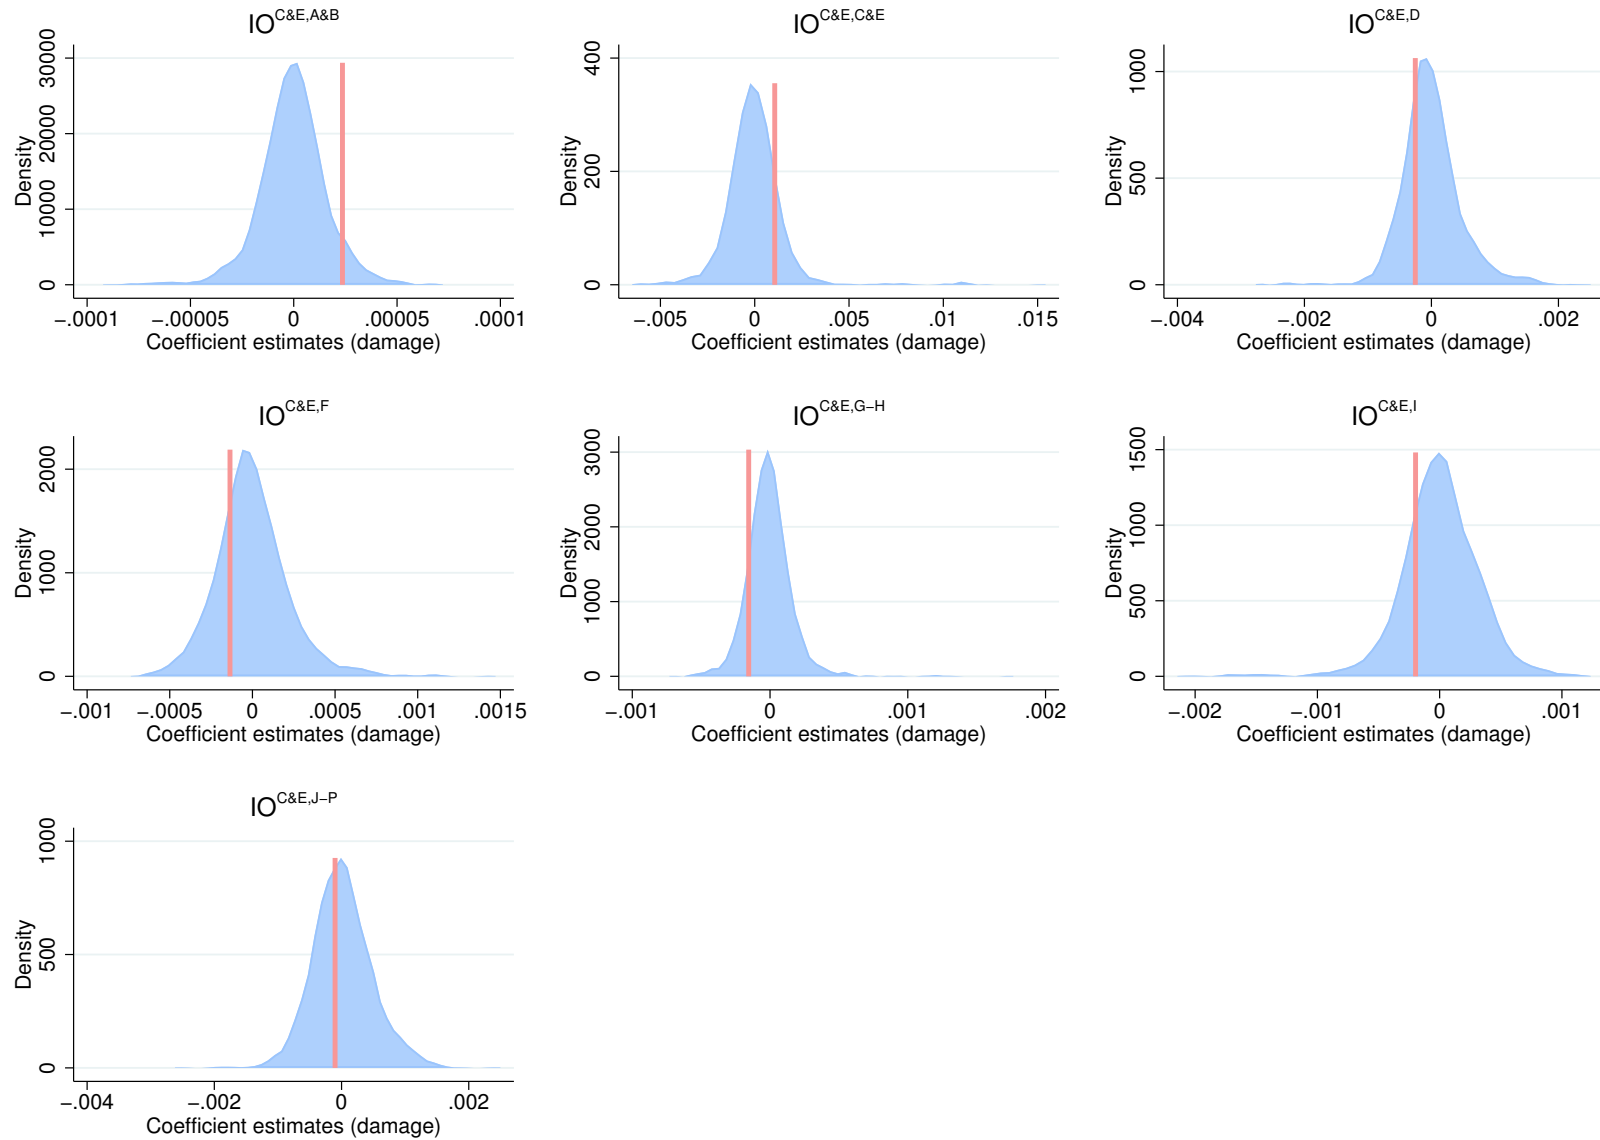 IO^C&E,A&B
Density
30000
20000
10000
0
−.0001 −.00005 0 .00005 .0001
Coefficient estimates (damage)
IO^C&E,C&E
Density
400
200
0
−.005 0 .005 .01 .015
Coefficient estimates (damage)
IO^C&E,D
Density
1000
500
0
−.004 −.002 0 .002
Coefficient estimates (damage)
IO^C&E,F
Density
2000
1000
0
−.001 −.0005 0 .0005 .001 .0015
Coefficient estimates (damage)
IO^C&E,G−H
Density
3000
2000
1000
0
−.001 0 .001 .002
Coefficient estimates (damage)
IO^C&E,I
Density
1500
1000
500
0
−.002 −.001 0 .001
Coefficient estimates (damage)
IO^C&E,J−P
Density
1000
500
0
−.004 −.002 0 .002
Coefficient estimates (damage)